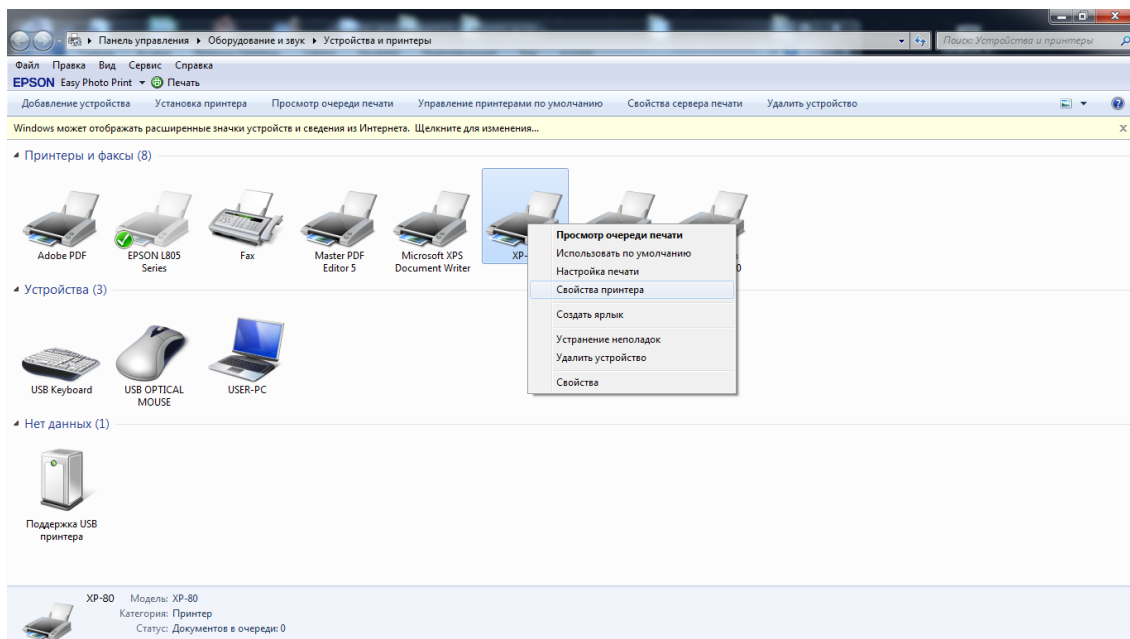 Панель управления Оборудование и звук Устройства и принтеры
Поиск: Устройства и принтеры
Файл Правка Вид Сервис Справка
EPSON Easy Photo Print Печать
Добавление устройства Установка принтера Просмотр очереди печати Управление принтерами по умолчанию Свойства сервера печати Удалить устройство
Windows может отображать расширенные значки устройств и сведения из Интернета. Щелкните для изменения...
Принтеры и факсы (8)
Adobe PDF
EPSON L805
Series
Fax
Master PDF
Editor 5
Microsoft XPS
Document Writer
XP-
Просмотр очереди печати
Использовать по умолчанию
Настройка печати
Свойства принтера
Создать ярлык
Устранение неполадок
Удалить устройство
Свойства
Устройства (3)
USB Keyboard
USB OPTICAL
MOUSE
USER-PC
Нет данных (1)
Поддержка USB
принтера
XP-80 Модель: XP-80
Категория: Принтер
Статус: Документов в очереди: 0